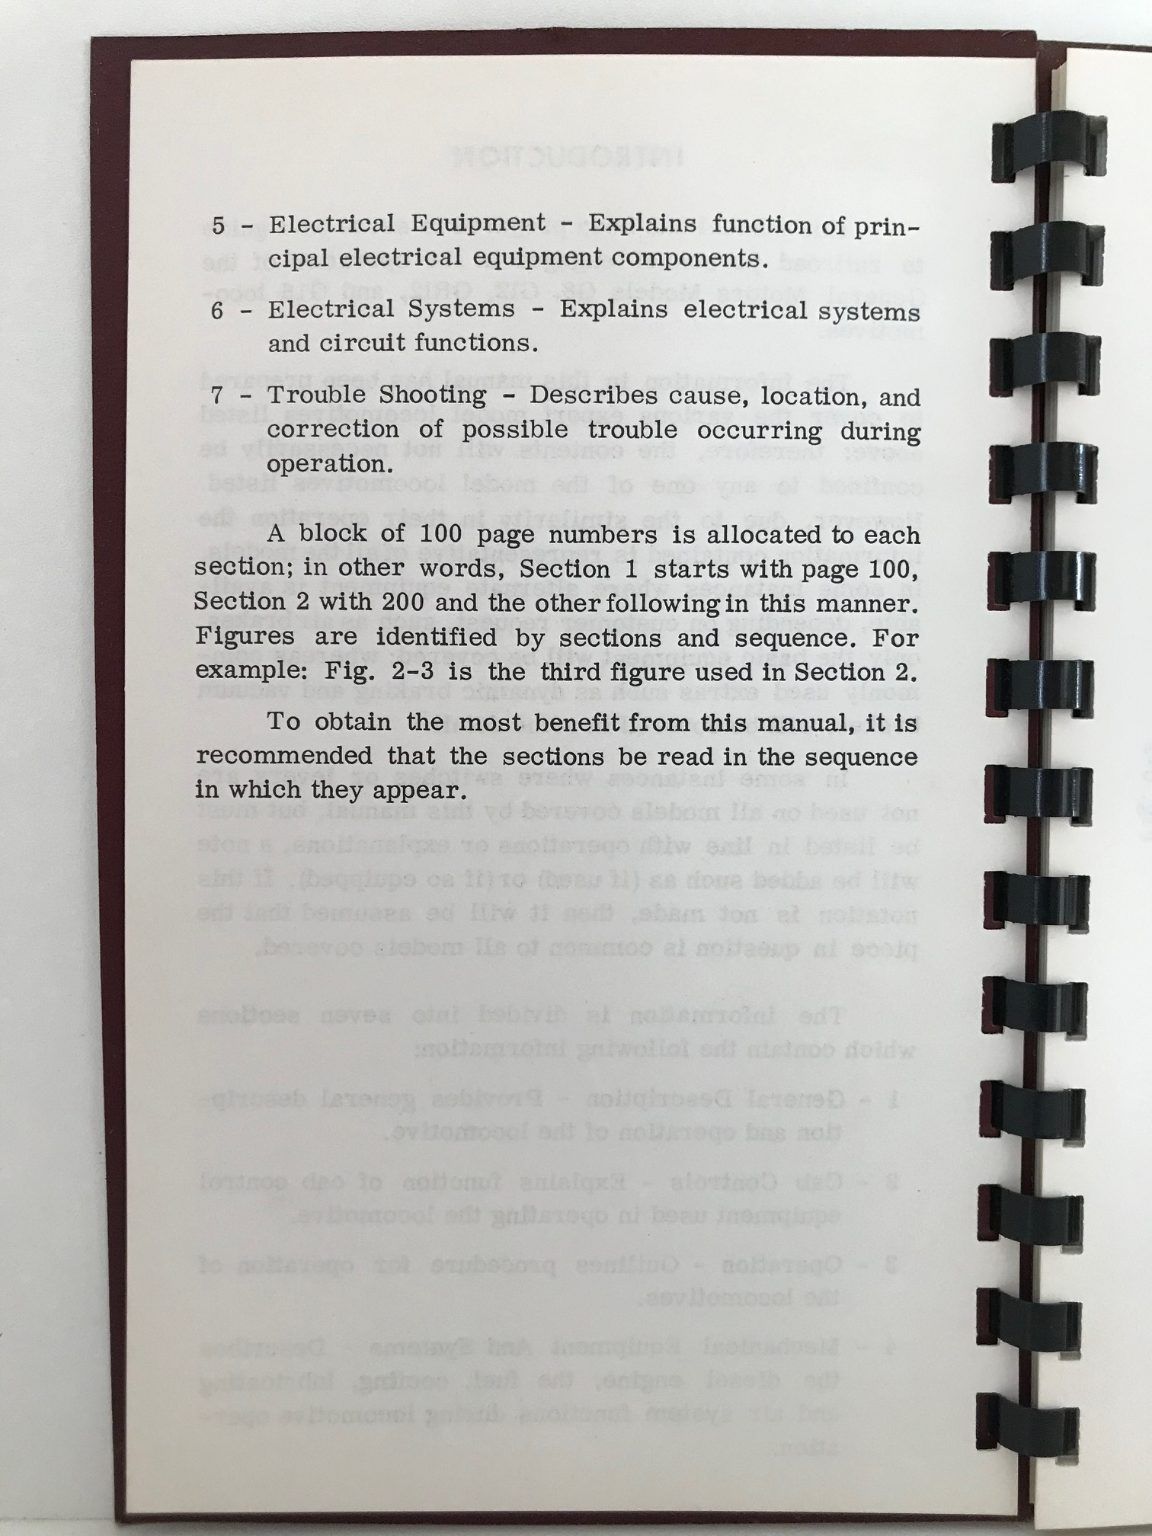 5 - Electrical Equipment - Explains function of prin-
cipal electrical equipment components.
6 - Electrical Systems - Explains electrical systems
and circuit functions.
7 - Trouble Shooting - Describes cause, location, and
correction of possible trouble occurring during
operation.
A block of 100 page numbers is allocated to each
section; in other words, Section 1 starts with page 100,
Section 2 with 200 and the other following in this manner.
Figures are identified by sections and sequence. For
example: Fig. 2-3 is the third figure used in Section 2.
To obtain the most benefit from this manual, it is
recommended that the sections be read in the sequence
in which they appear.